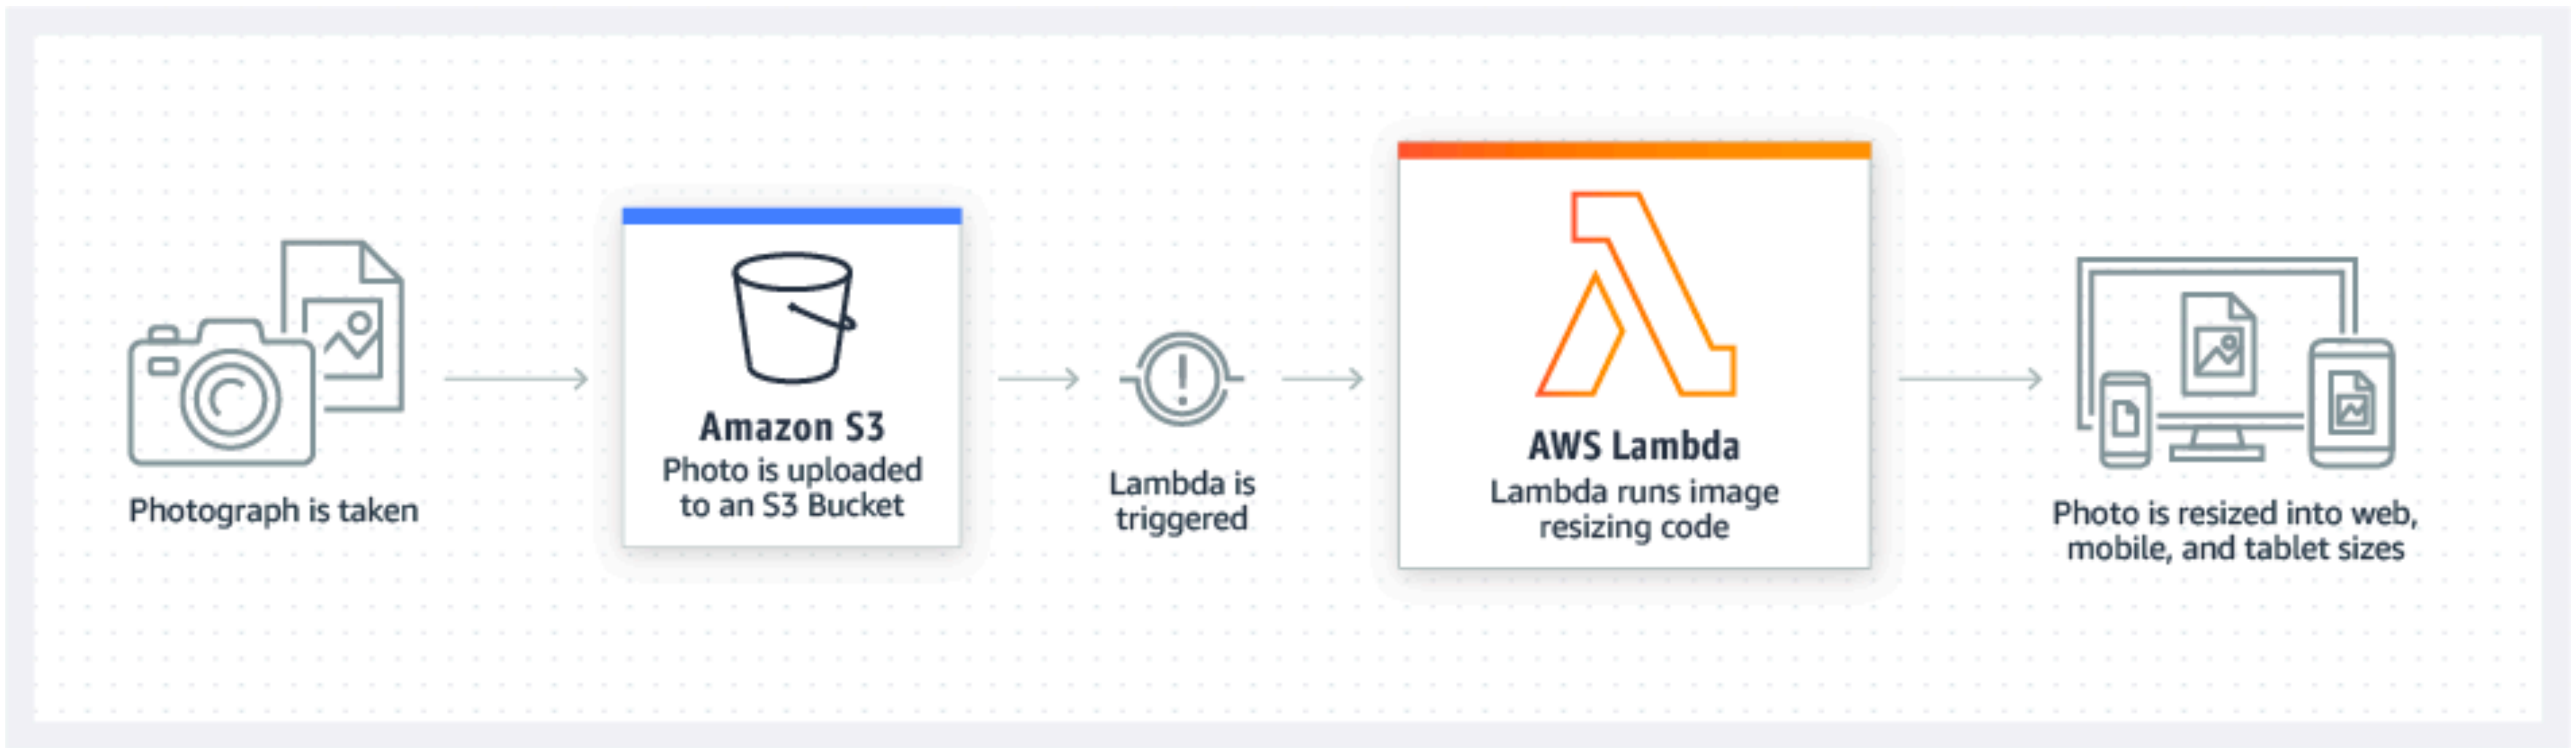 Photograph is taken
Amazon S3
Photo is uploaded
to an S3 Bucket
Lambda is
triggered
AWS Lambda
Lambda runs image
resizing code
Photo is resized into web,
mobile, and tablet sizes